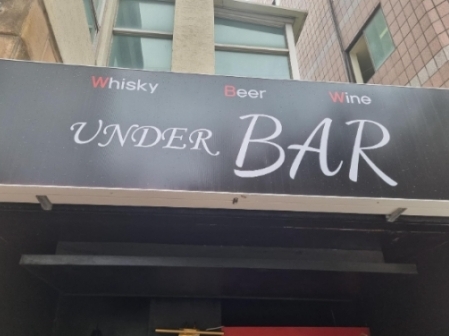 Whisky Beer Wine
UNDER BAR